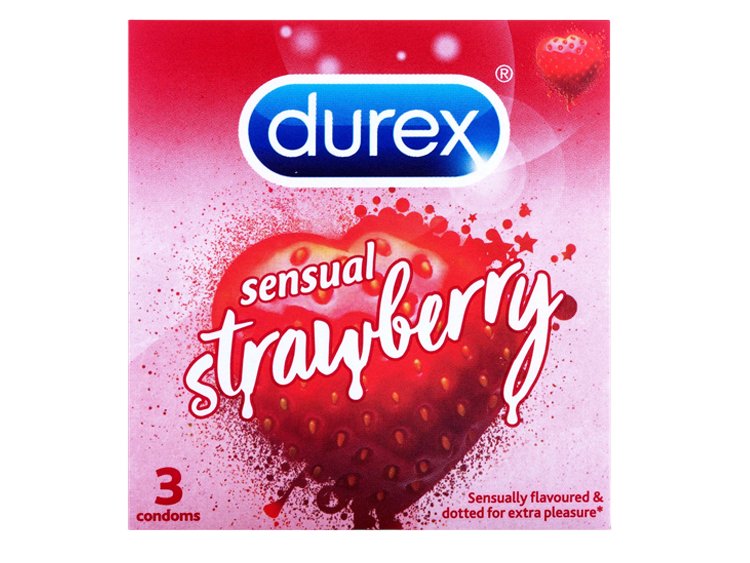 durex®
sensual
strawberry
3
condoms
Sensually flavoured &
dotted for extra pleasure*